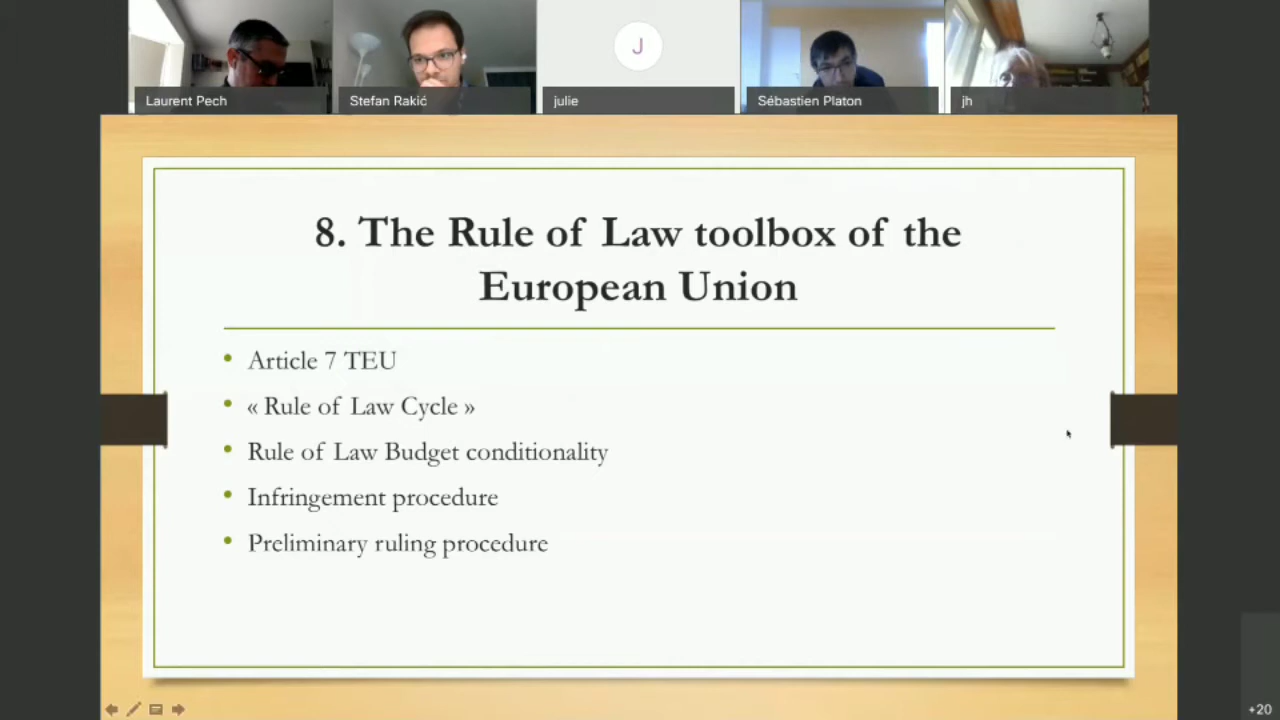 Laurent Pech
Stefan Rakić
J
julie
Sébastien Platon
jh
8. The Rule of Law toolbox of the
European Union
• Article 7 TEU
• « Rule of Law Cycle »
• Rule of Law Budget conditionality
• Infringement procedure
• Preliminary ruling procedure
+20